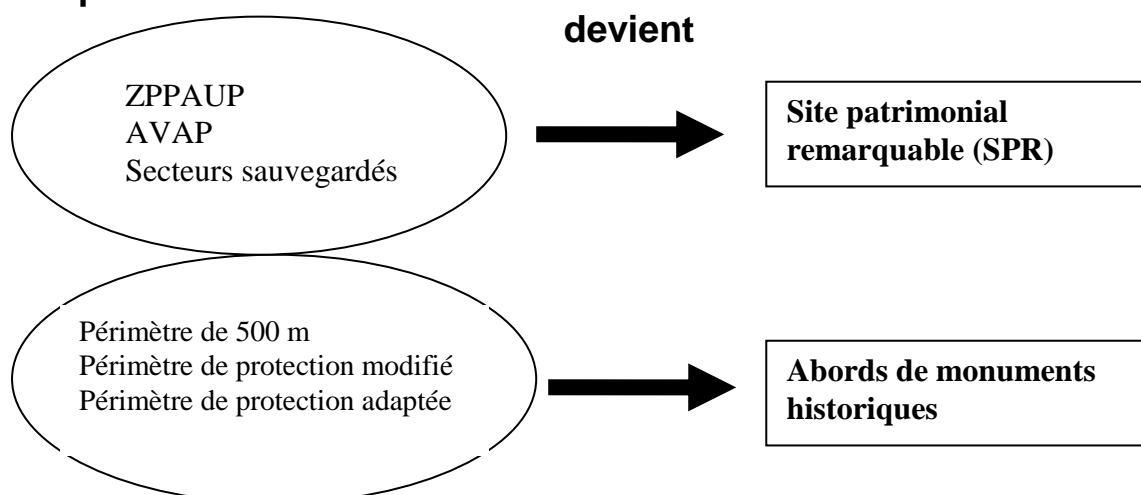 devient
ZPPAUP
AVAP
Secteurs sauvegardés
Site patrimonial
remarquable (SPR)
Périmètre de 500 m
Périmètre de protection modifié
Périmètre de protection adaptée
Abords de monuments
historiques